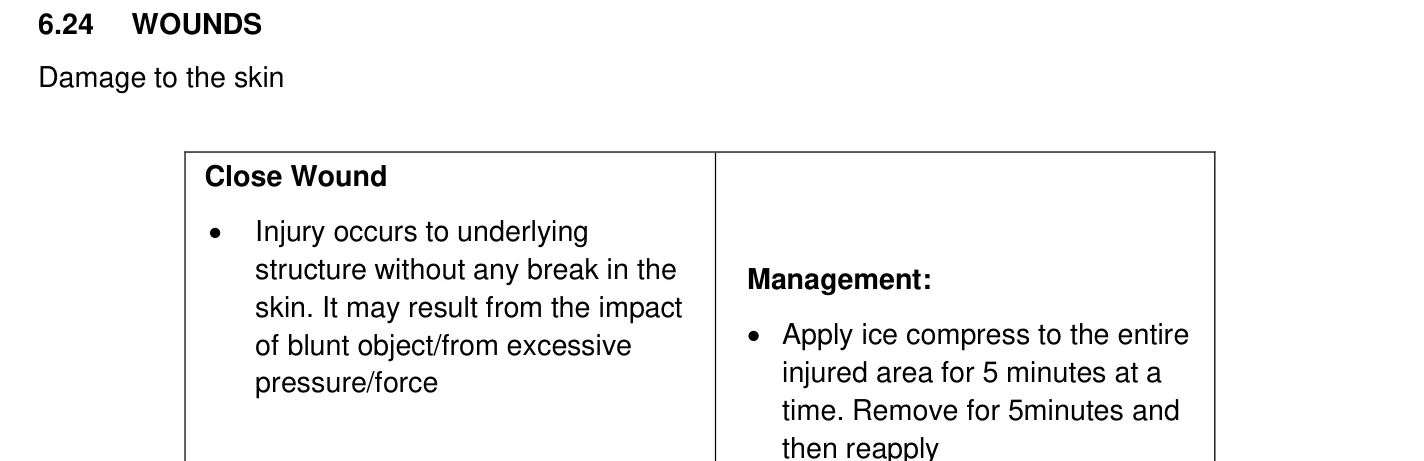 6.24 WOUNDS
Damage to the skin
Close Wound
• Injury occurs to underlying
structure without any break in the
skin. It may result from the impact
of blunt object/from excessive
pressure/force
Management:
• Apply ice compress to the entire
injured area for 5 minutes at a
time. Remove for 5minutes and
then reapply